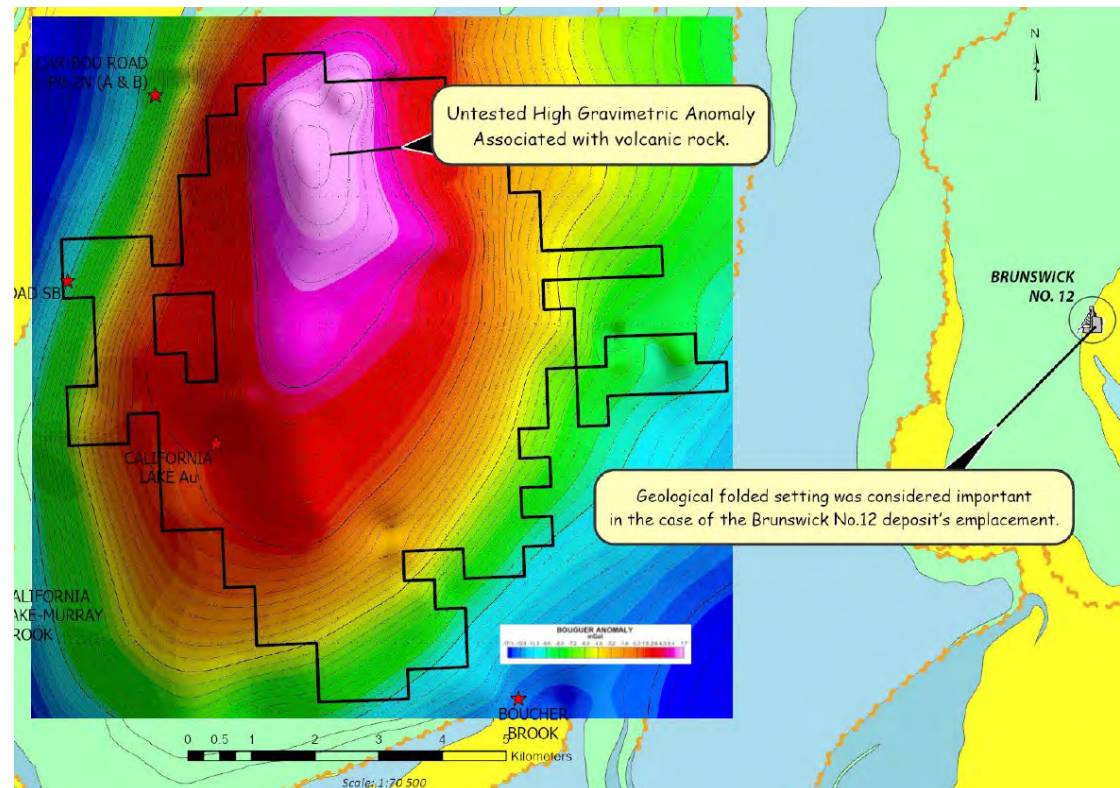 N
CARIBOU ROAD
(A & B)
Untested High Gravimetric Anomaly
Associated with volcanic rock.
BRUNSWICK
NO. 12
OAD SB
CALIFORNIA
LAKE Au
Geological folded setting was considered important
in the case of the Brunswick No.12 deposit's emplacement.
ALIFORNIA
AKE-MURRAY
ROOK
BOUGUER ANOMALY
mGal
BOUCHER
BROOK
0 0.5 1 2 3 4 5
Kilometers
Scale: 1:70 500